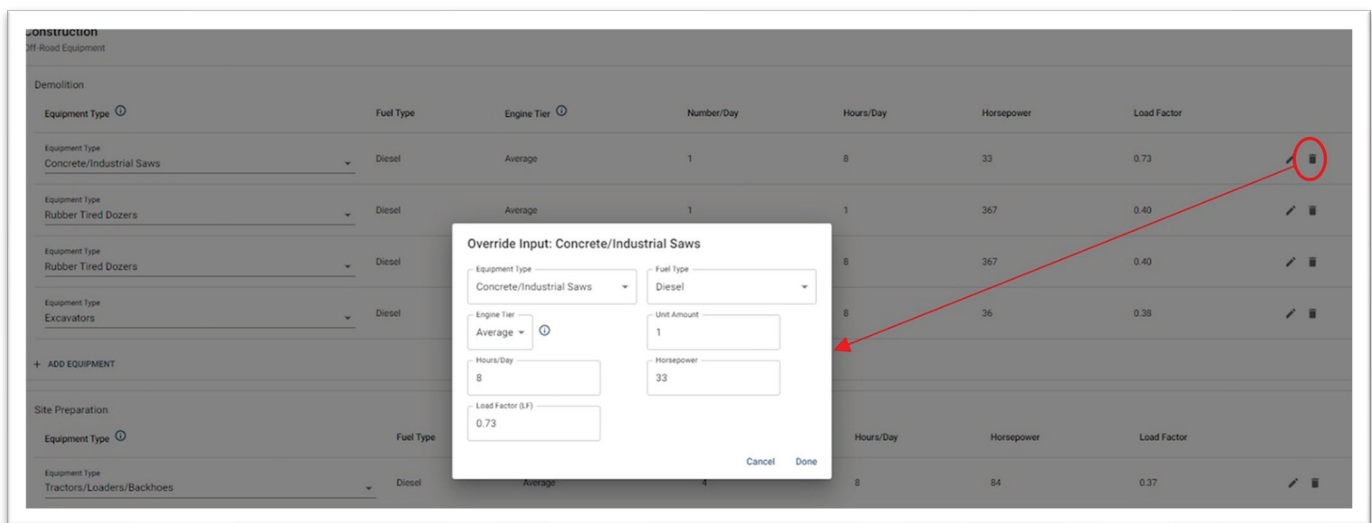 Construction
Off-Road Equipment
Demolition
Equipment Type Fuel Type Engine Tier Number/Day Hours/Day Horsepower Load Factor
Equipment Type
Concrete/Industrial Saws Diesel Average 1 8 33 0.73
Equipment Type
Rubber Tired Dozers Diesel Average 1 1 367 0.40
Equipment Type
Rubber Tired Dozers Diesel 8 367 0.40
Equipment Type
Excavators Diesel 8 36 0.38
+ ADD EQUIPMENT
Override Input: Concrete/Industrial Saws
Equipment Type Fuel Type
Concrete/Industrial Saws Diesel
Engine Tier Unit Amount
Average 1
Hours/Day Horsepower
8 33
Load Factor (LF)
0.73
Cancel Done
Site Preparation
Equipment Type Fuel Type Hours/Day Horsepower Load Factor
Equipment Type
Tractors/Loaders/Backhoes Diesel Average 4 8 84 0.37